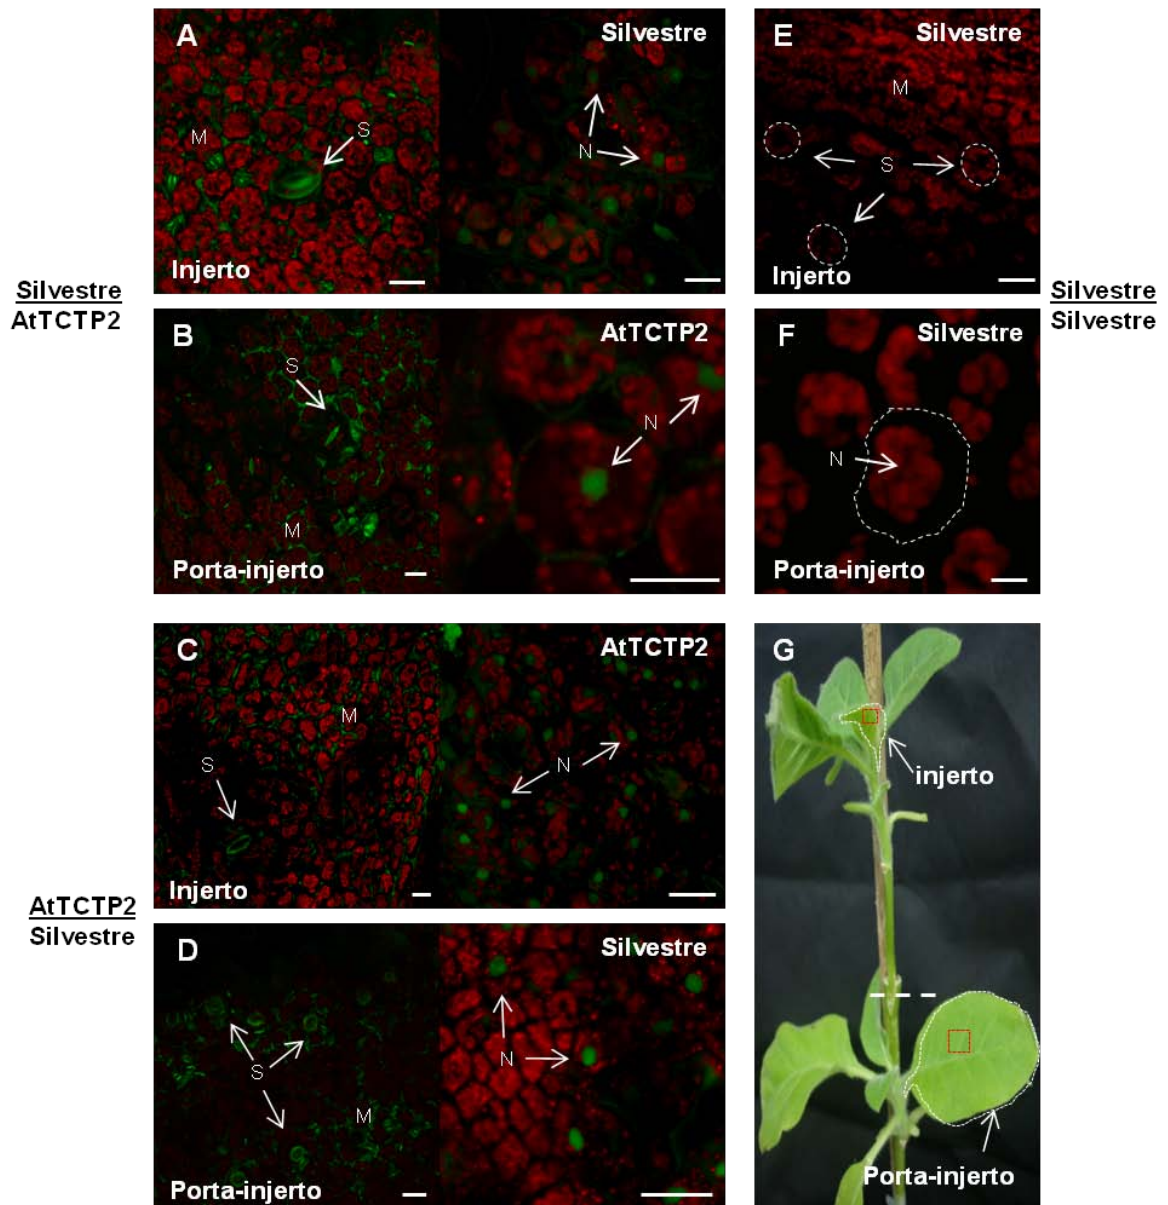 A
Silvestre
M
S
N
Injerto
E
Silvestre
M
S
Injerto
Silvestre
AtTCTP2
Silvestre
Silvestre
B
AtTCTP2
S
N
M
Porta-injerto
F
Silvestre
N
Porta-injerto
C
AtTCTP2
M
S
N
Injerto
G
injerto
Porta-injerto
AtTCTP2
Silvestre
D
Silvestre
S
N
M
Porta-injerto